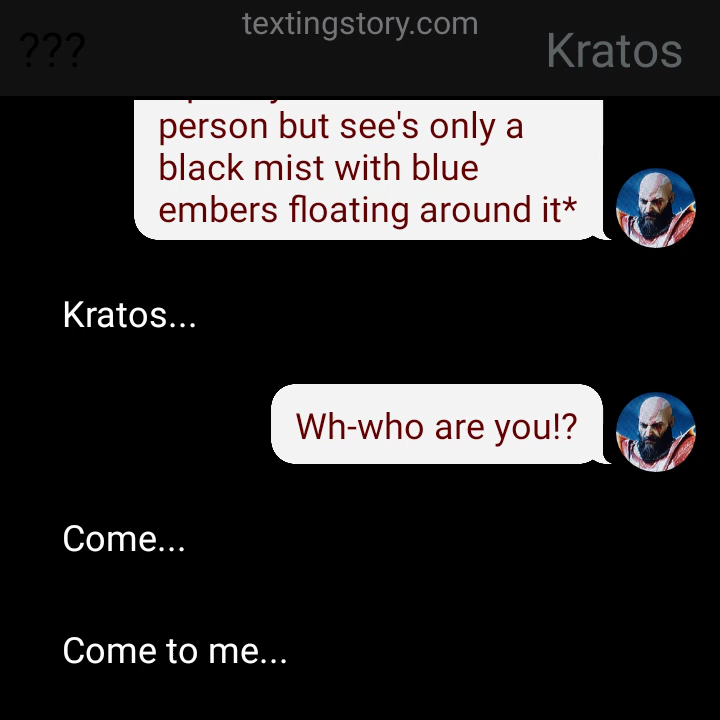 textingstory.com
??? Kratos
person but see's only a
black mist with blue
embers floating around it*
Kratos...
Wh-who are you!?
Come...
Come to me...